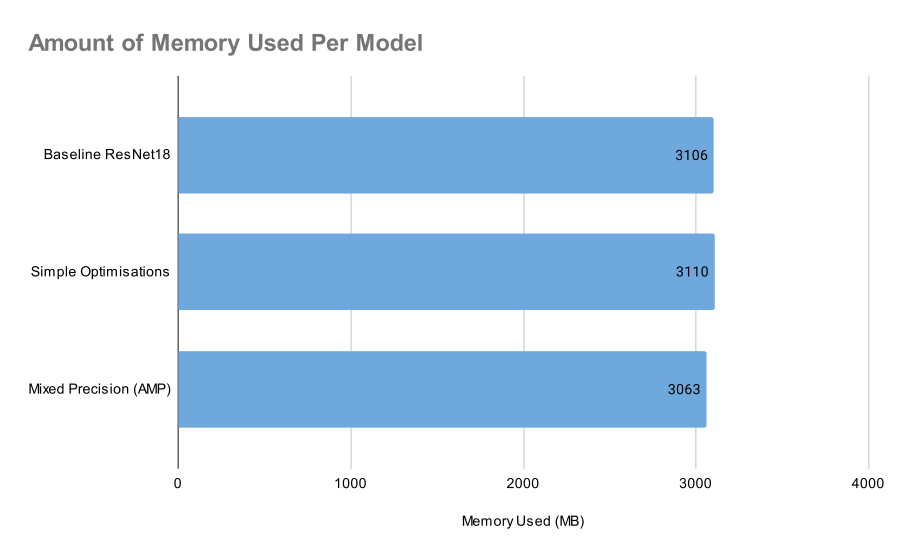 Amount of Memory Used Per Model
Baseline ResNet18
3106
Simple Optimisations
3110
Mixed Precision (AMP)
3063
0 1000 2000 3000 4000
Memory Used (MB)